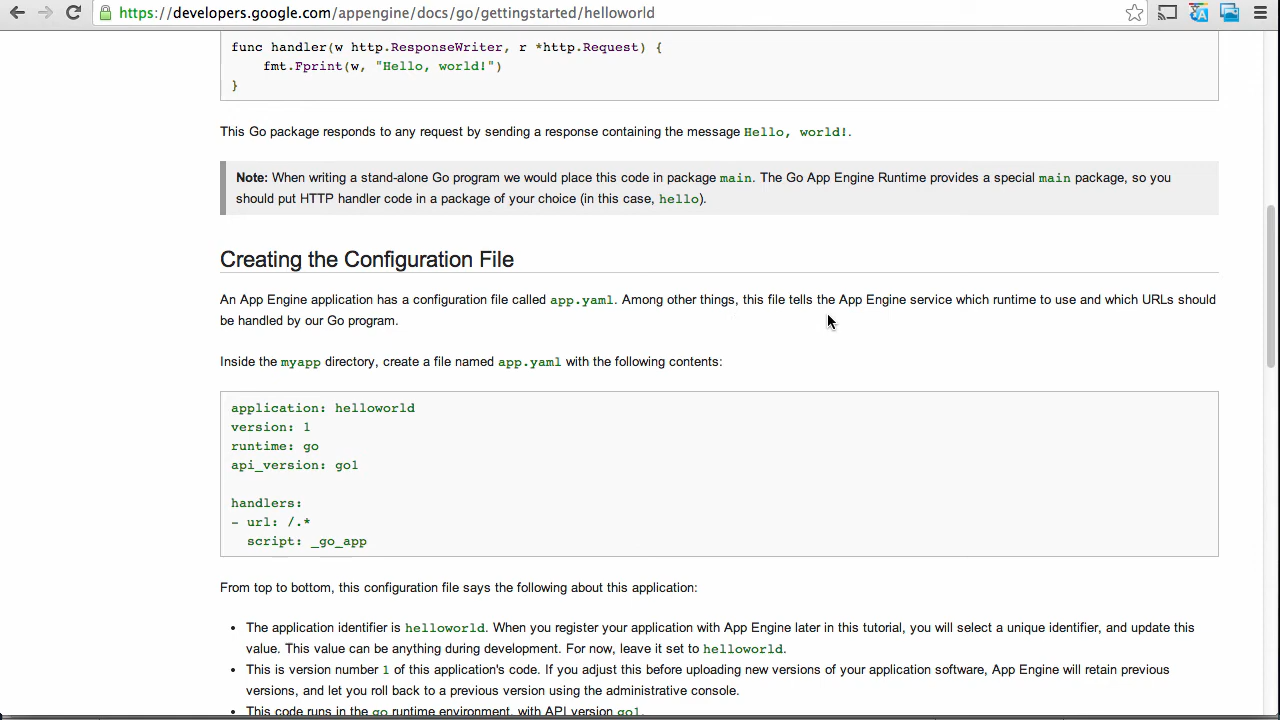 https://developers.google.com/appengine/docs/go/gettingstarted/helloworld
func handler(w http.ResponseWriter, r *http.Request) {
    fmt.Fprint(w, "Hello, world!")
}
This Go package responds to any request by sending a response containing the message Hello, world!.
Note: When writing a stand-alone Go program we would place this code in package main. The Go App Engine Runtime provides a special main package, so you
should put HTTP handler code in a package of your choice (in this case, hello).
Creating the Configuration File
An App Engine application has a configuration file called app.yaml. Among other things, this file tells the App Engine service which runtime to use and which URLs should
be handled by our Go program.
Inside the myapp directory, create a file named app.yaml with the following contents:
application: helloworld
version: 1
runtime: go
api_version: go1
handlers:
- url: /.*
  script: _go_app
From top to bottom, this configuration file says the following about this application:
• The application identifier is helloworld. When you register your application with App Engine later in this tutorial, you will select a unique identifier, and update this
value. This value can be anything during development. For now, leave it set to helloworld.
• This is version number 1 of this application's code. If you adjust this before uploading new versions of your application software, App Engine will retain previous
versions, and let you roll back to a previous version using the administrative console.
• This code runs in the go runtime environment, with API version go1.